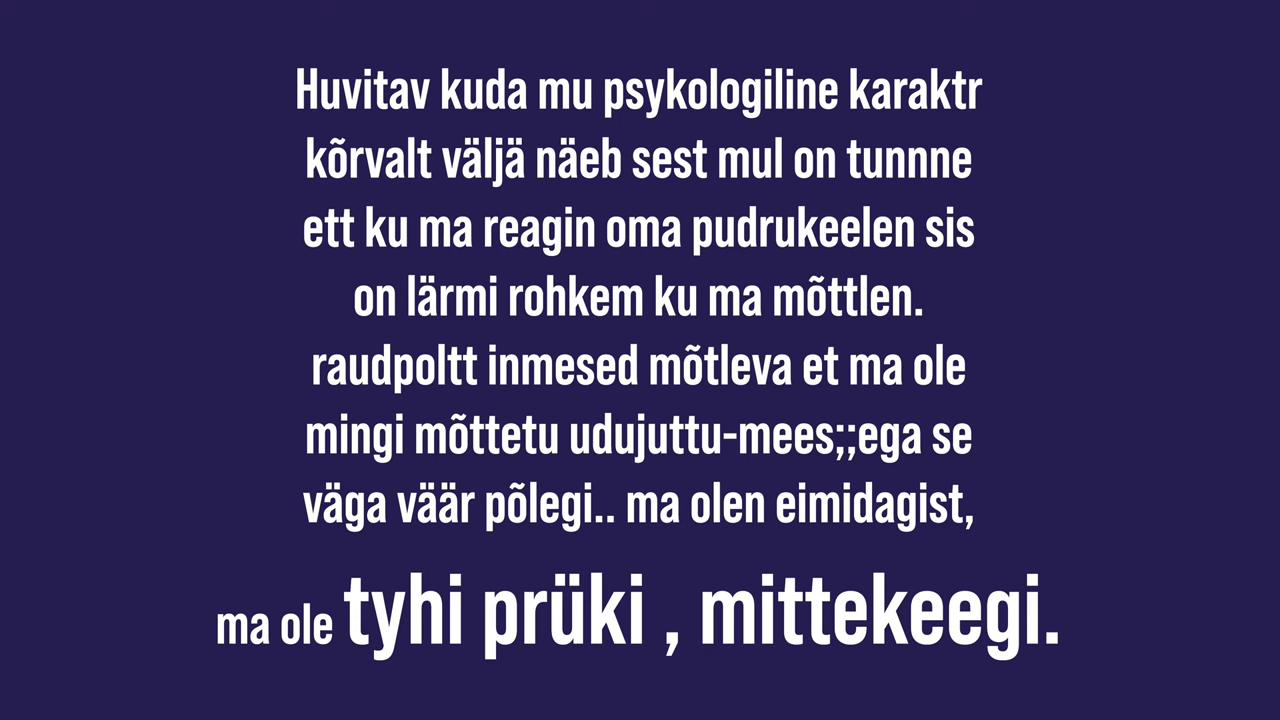 Huvitav kuda mu psykologiline karaktr
kõrvalt väljä näeb sest mul on tunnne
ett ku ma reagin oma pudrukeelen sis
on lärmi rohkem ku ma mõttlen.
raudpoltt inmesed mõtleva et ma ole
mingi mõttetu udujuttu-mees;;ega se
väga väär põlegi.. ma olen eimidagist,
ma ole tyhi prüki , mittekeegi.